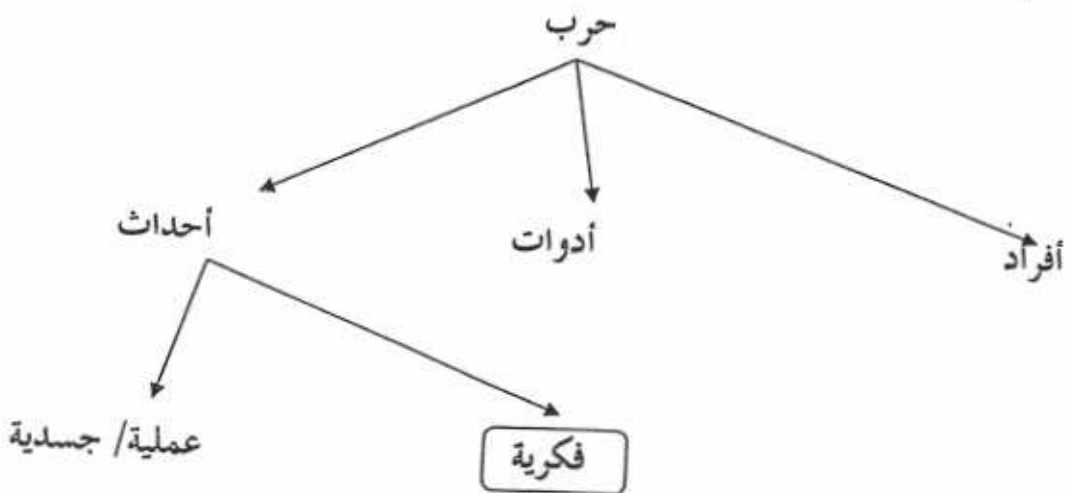 حرب
أفراد
أدوات
أحداث
فكرية
عملية/ جسدية